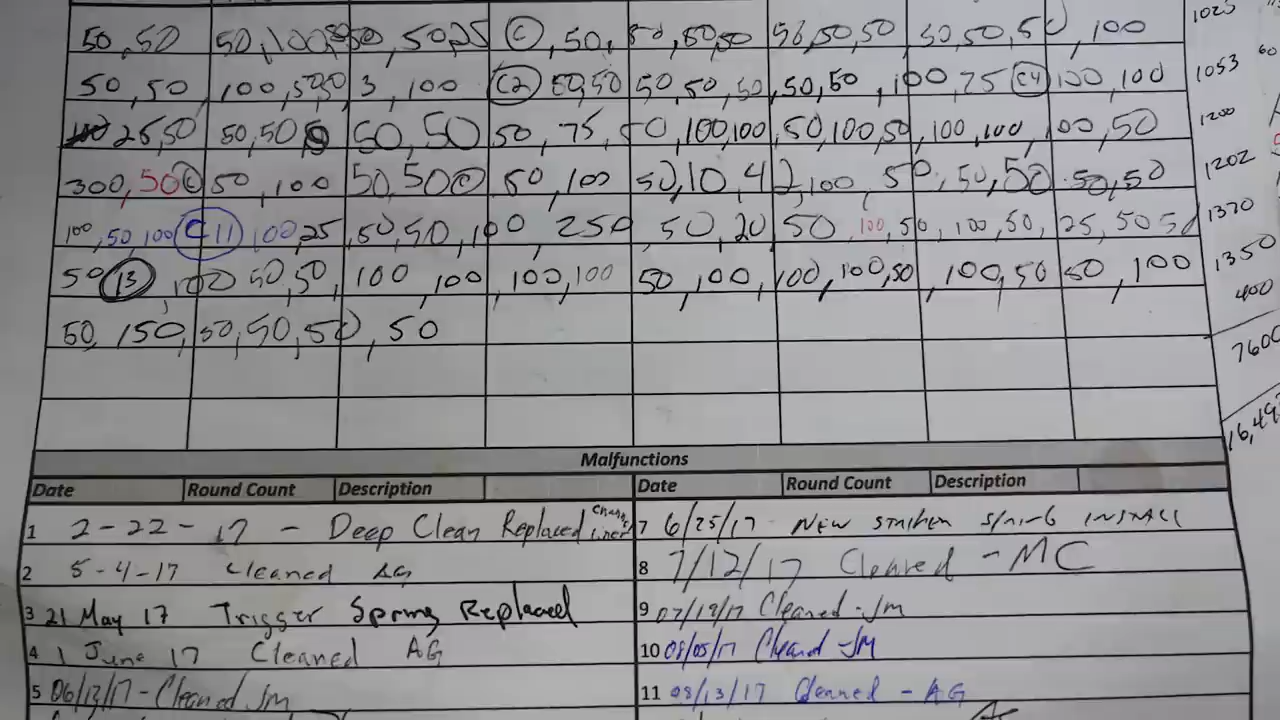 50,50 50,100, 50, 50,25 C, 50, 50,50,50 50,50,50 50,50,50, 100 1025
50,50, 100,50,50 3, 100 C2 50,50 50,50,50, 50,50, 100,75 C4 100,100 1053 60
25,50 50,50, 50,50 50, 75, 50,100,100, 50,100,50, 100,100, 100,50 1200
300,50 C 50,100 50,50 C 50,100 50,10,42,100, 50, 50,50 50,50 1202
100,50,100 C11 100,25, 50,50,100, 250, 50,20, 50, 100,50, 100,50, 25,50 50 1370
50 13, 100 50,50, 100, 100, 100,100 50,100, 100,100,50, 100,50 50, 100 1350
50, 150, 50,50,50, 50 400
7600
16,49
Malfunctions
Date Round Count Description Date Round Count Description
1 2-22-17 - Deep Clean Replaced 7 6/25/17 - NEW STRIKER SPRING INSTALL
2 5-4-17 Cleaned AG 8 7/12/17 Cleaned - MC
3 21 May 17 Trigger Spring Replaced 9 07/19/17 Cleaned - JM
4 1 June 17 Cleaned AG 10 08/05/17 Cleaned - JM
5 06/13/17 - Cleaned JM 11 08/13/17 Cleaned - AG